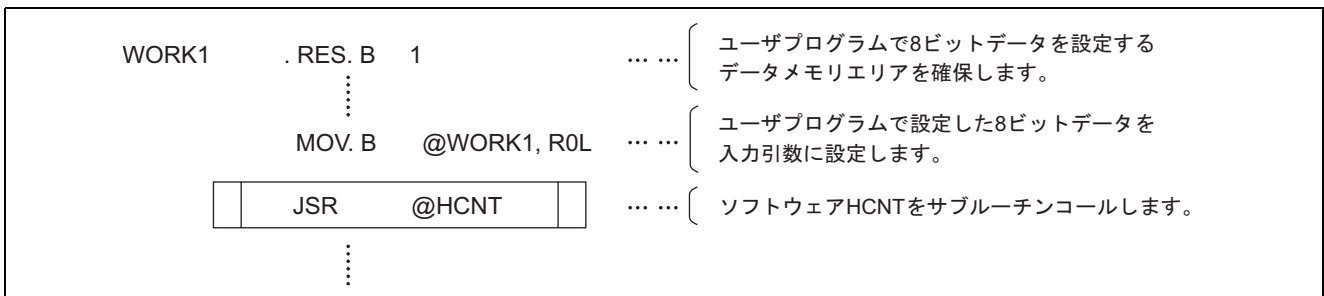 WORK1 . RES. B 1 … … ユーザプログラムで8ビットデータを設定する
データメモリエリアを確保します。
MOV. B @WORK1, R0L … … ユーザプログラムで設定した8ビットデータを
入力引数に設定します。
JSR @HCNT … … ソフトウェアHCNTをサブルーチンコールします。